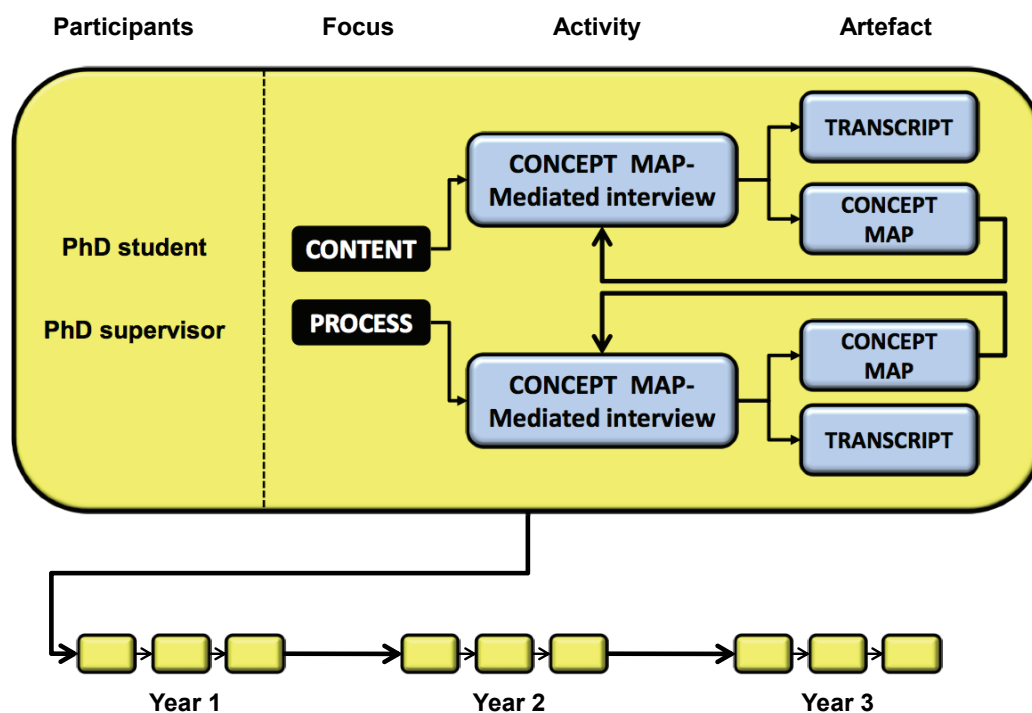 Participants Focus Activity Artefact
TRANSCRIPT
CONCEPT MAP-
Mediated interview
CONCEPT
MAP
PhD student
CONTENT
PhD supervisor
PROCESS
CONCEPT MAP-
Mediated interview
CONCEPT
MAP
TRANSCRIPT
Year 1 Year 2 Year 3